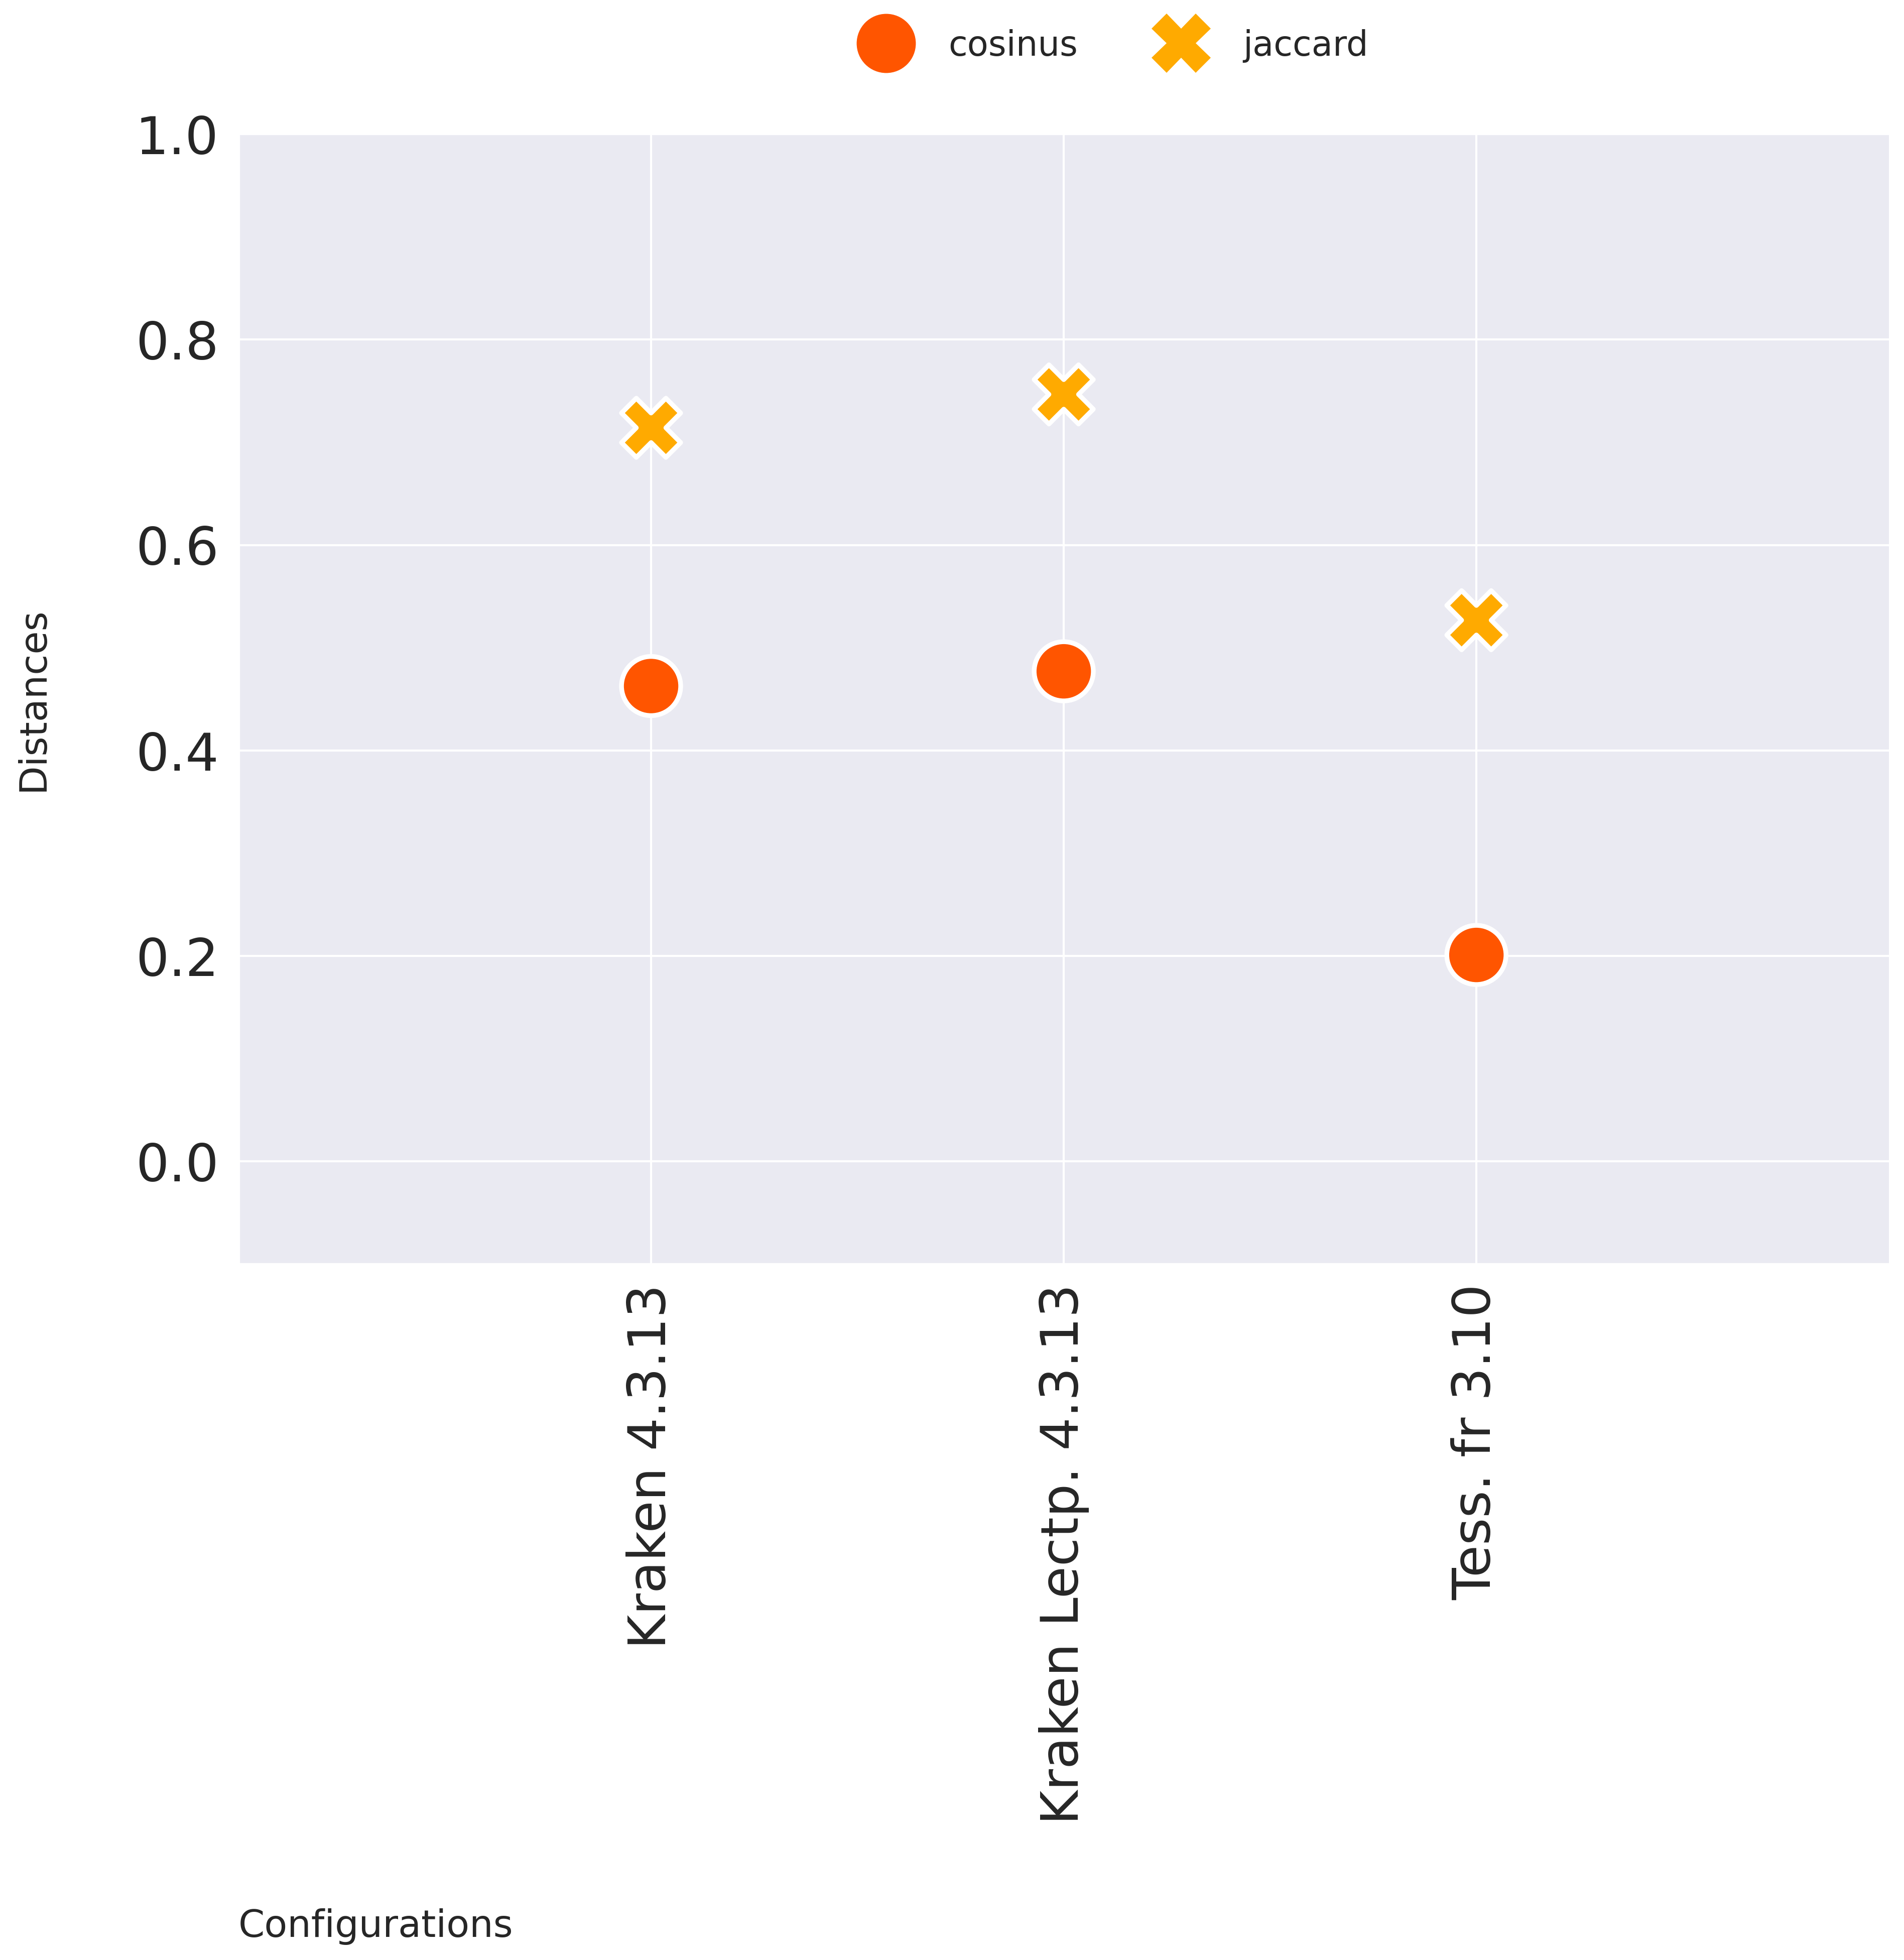 cosinus jaccard
1.0
0.8
0.6
0.4
0.2
0.0
Distances
Kraken 4.3.13
Kraken Lectp. 4.3.13
Tess. fr 3.10
Configurations